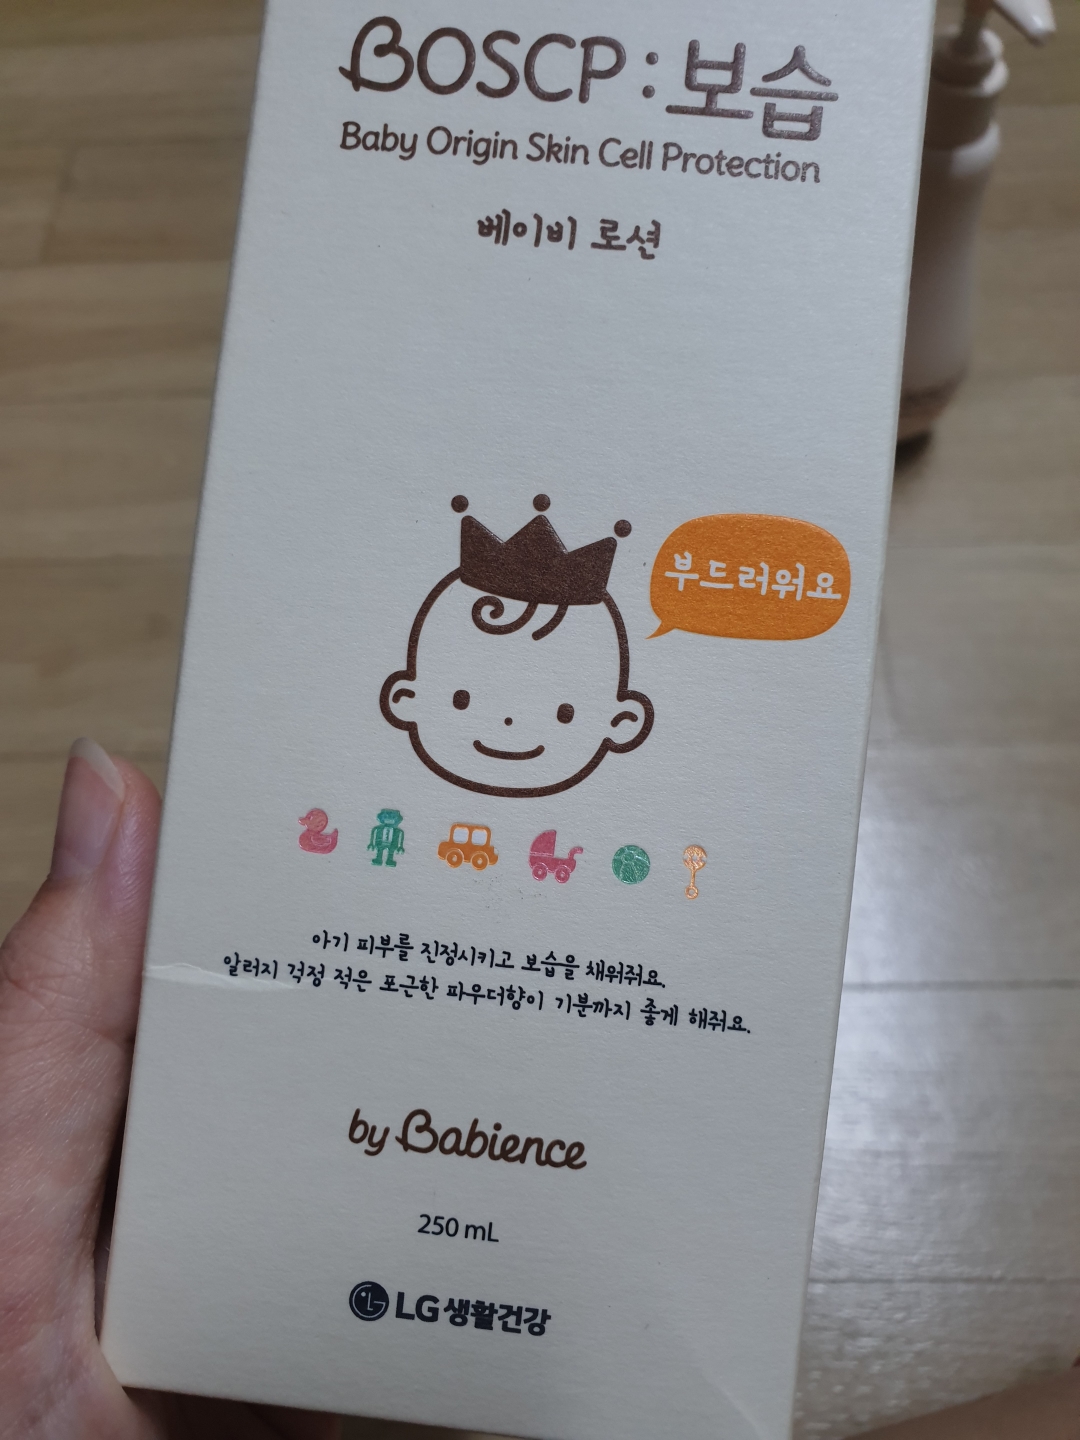 BOSCP : 보습
Baby Origin Skin Cell Protection
베이비 로션
부드러워요
아기 피부를 진정시키고 보습을 채워줘요.
알러지 걱정 적은 포근한 파우더향이 기분까지 좋게 해줘요.
by Babience
250 mL
LG생활건강